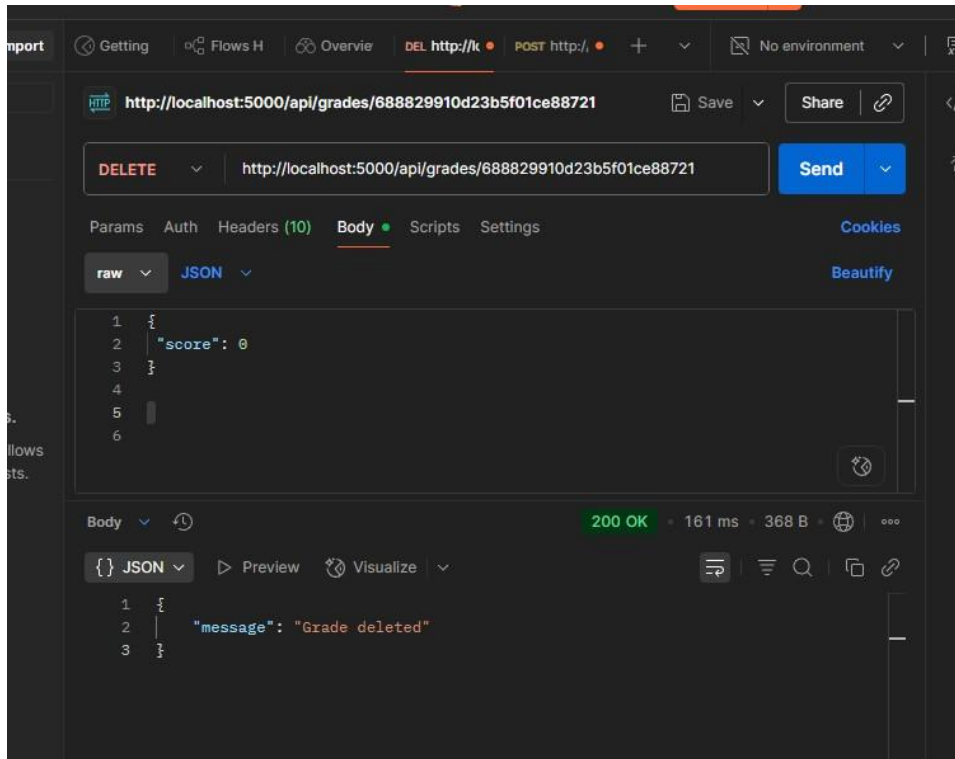 mport Getting Flows H Overvie DEL http://k POST http:/, No environment
HTTP http://localhost:5000/api/grades/688829910d23b5f01ce88721 Save Share
DELETE http://localhost:5000/api/grades/688829910d23b5f01ce88721 Send
Params Auth Headers (10) Body Scripts Settings Cookies
raw JSON Beautify
1 {
2 "score": 0
3 }
4
5
6
s.
llows
sts.
Body 200 OK 161 ms 368 B
{} JSON Preview Visualize
1 {
2 "message": "Grade deleted"
3 }